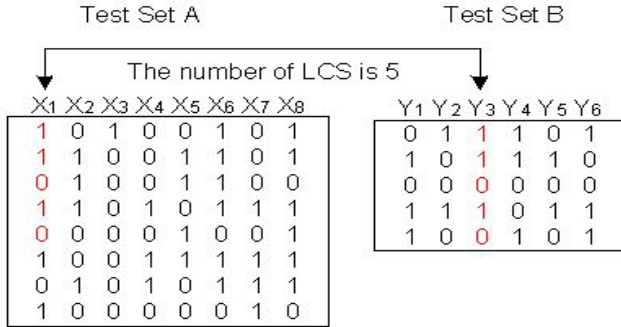 Test Set A Test Set B
The number of LCS is 5
X1 X2 X3 X4 X5 X6 X7 X8
1 0 1 0 0 1 0 1
1 1 0 0 1 1 0 1
0 1 0 0 1 1 0 0
1 1 0 1 0 1 1 1
0 0 0 0 1 0 0 1
1 0 0 1 1 1 1 1
0 1 0 1 0 1 1 1
1 0 0 0 0 0 1 0
Y1 Y2 Y3 Y4 Y5 Y6
0 1 1 1 0 1
1 0 1 1 1 0
0 0 0 0 0 0
1 1 1 0 1 1
1 0 0 1 0 1